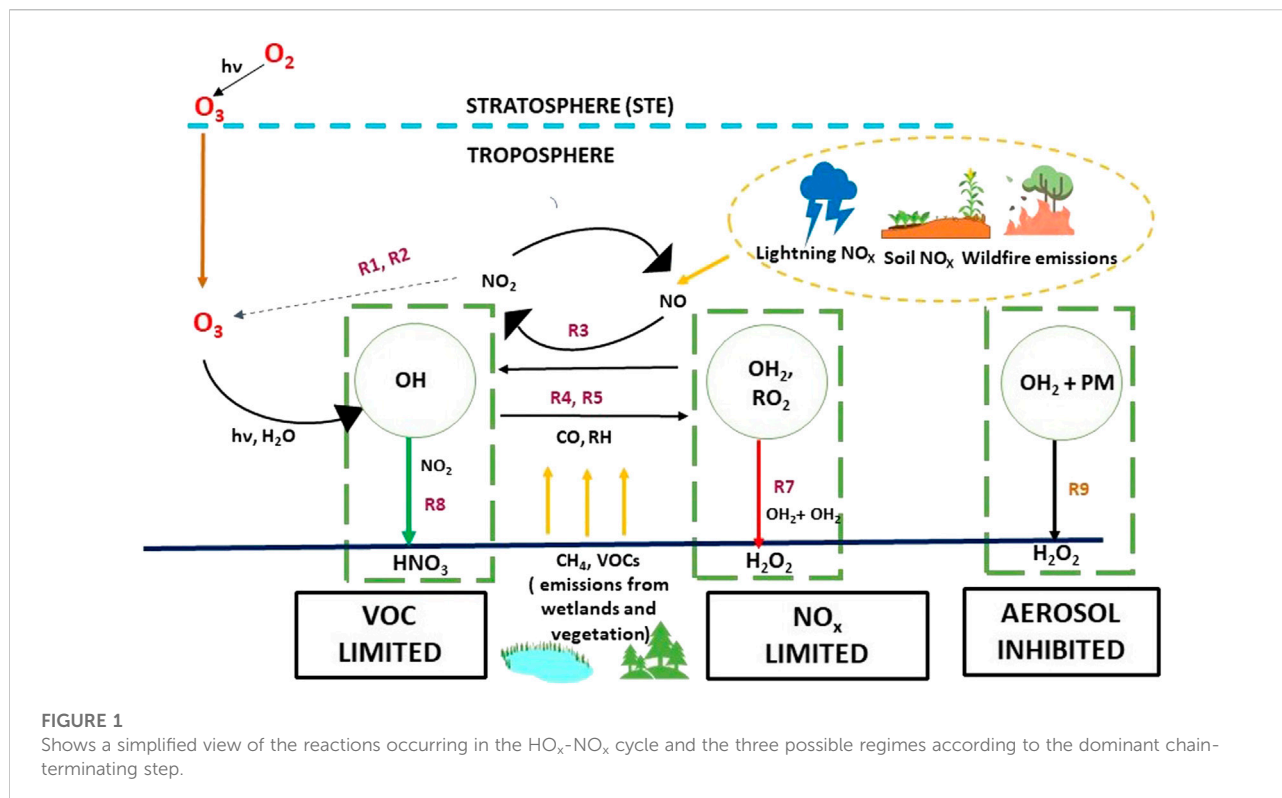 hν
O₂
O₃
STRATOSPHERE (STE)
TROPOSPHERE
Lightning NOₓ Soil NOₓ Wildfire emissions
R1, R2
NO₂
NO
O₃
R3
OH
OH₂,
RO₂
OH₂ + PM
R4, R5
hν, H₂O
CO, RH
NO₂
R8
R7
OH₂+ OH₂
R9
HNO₃
CH₄, VOCs
( emissions from
wetlands and
vegetation)
H₂O₂
H₂O₂
VOC
LIMITED
NOₓ
LIMITED
AEROSOL
INHIBITED
FIGURE 1
Shows a simplified view of the reactions occurring in the HOₓ-NOₓ cycle and the three possible regimes according to the dominant chain-
terminating step.